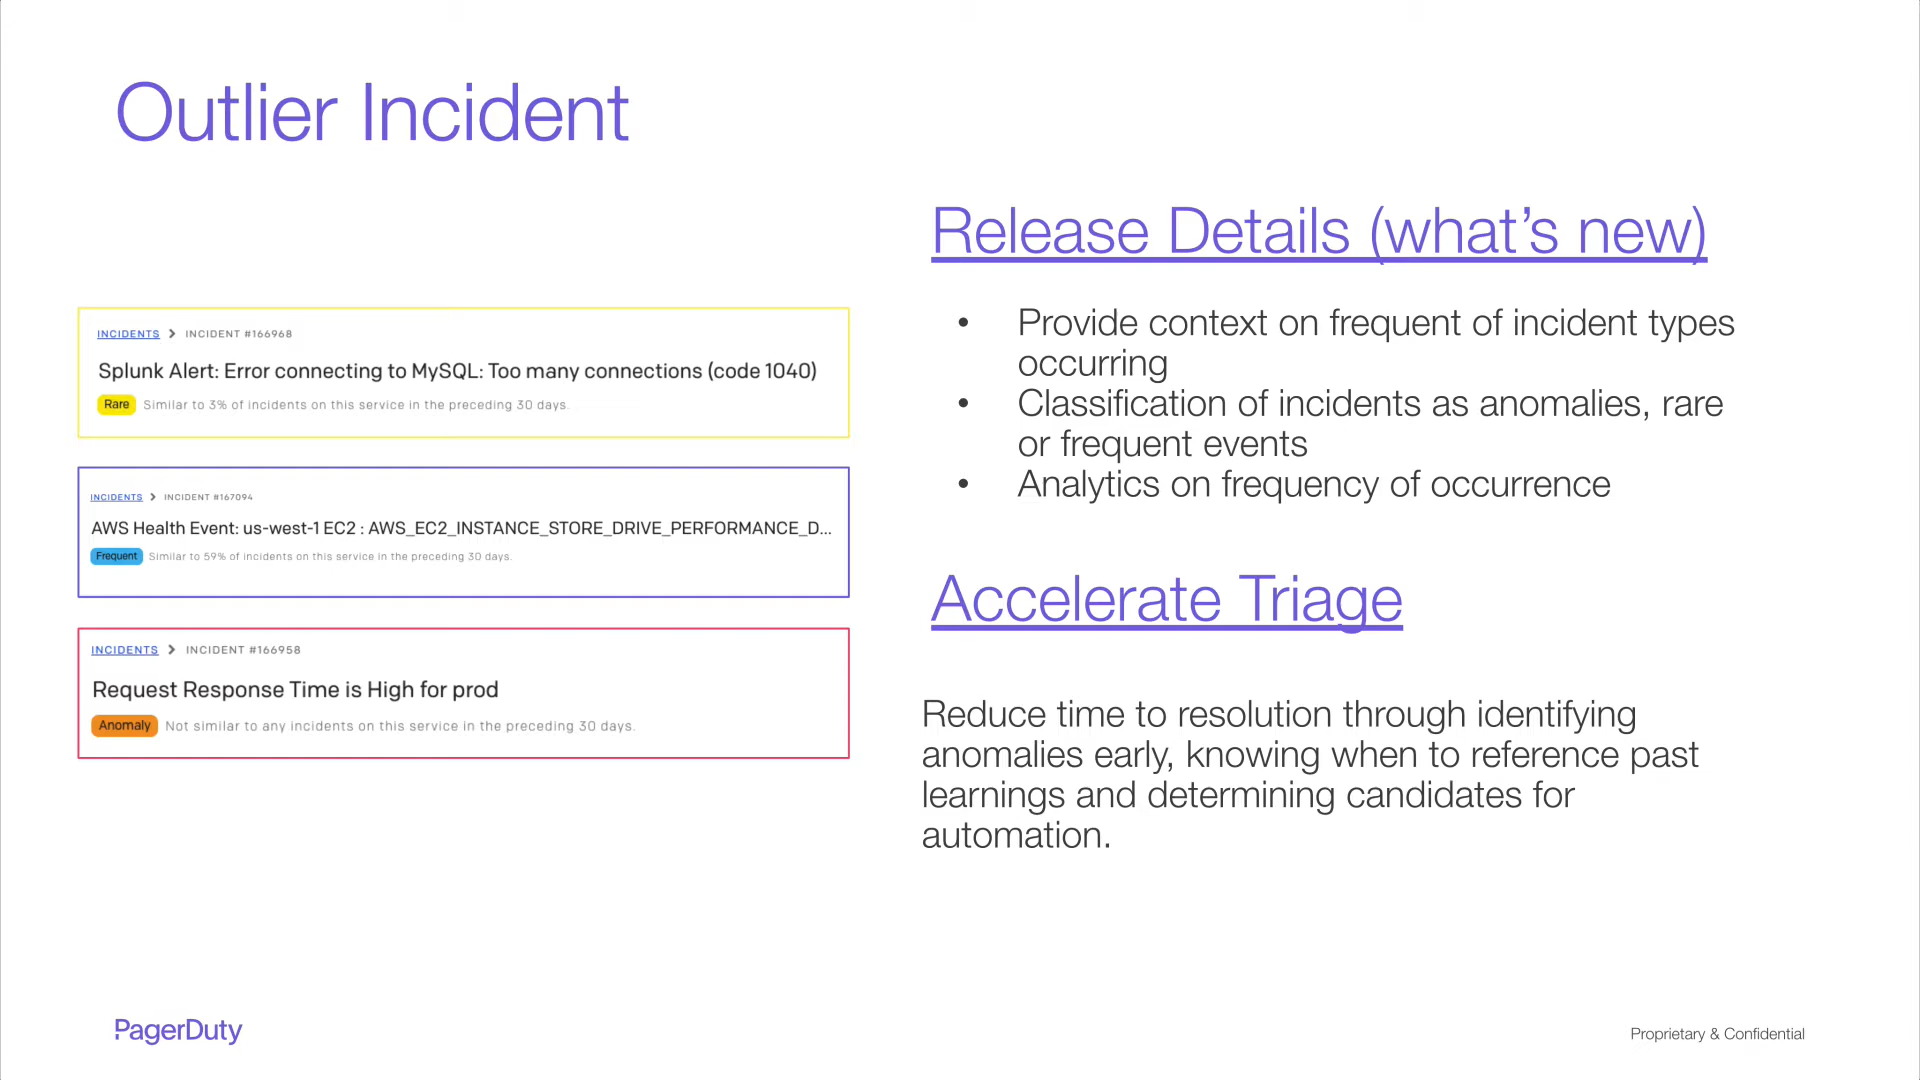 Outlier Incident
INCIDENTS > INCIDENT #166968
Splunk Alert: Error connecting to MySQL: Too many connections (code 1040)
Rare Similar to 3% of incidents on this service in the preceding 30 days.
INCIDENTS > INCIDENT #167094
AWS Health Event: us-west-1 EC2 : AWS_EC2_INSTANCE_STORE_DRIVE_PERFORMANCE_D...
Frequent Similar to 59% of incidents on this service in the preceding 30 days.
INCIDENTS > INCIDENT #166958
Request Response Time is High for prod
Anomaly Not similar to any incidents on this service in the preceding 30 days.
Release Details (what’s new)
• Provide context on frequent of incident types
occurring
• Classification of incidents as anomalies, rare
or frequent events
• Analytics on frequency of occurrence
Accelerate Triage
Reduce time to resolution through identifying
anomalies early, knowing when to reference past
learnings and determining candidates for
automation.
PagerDuty
Proprietary & Confidential